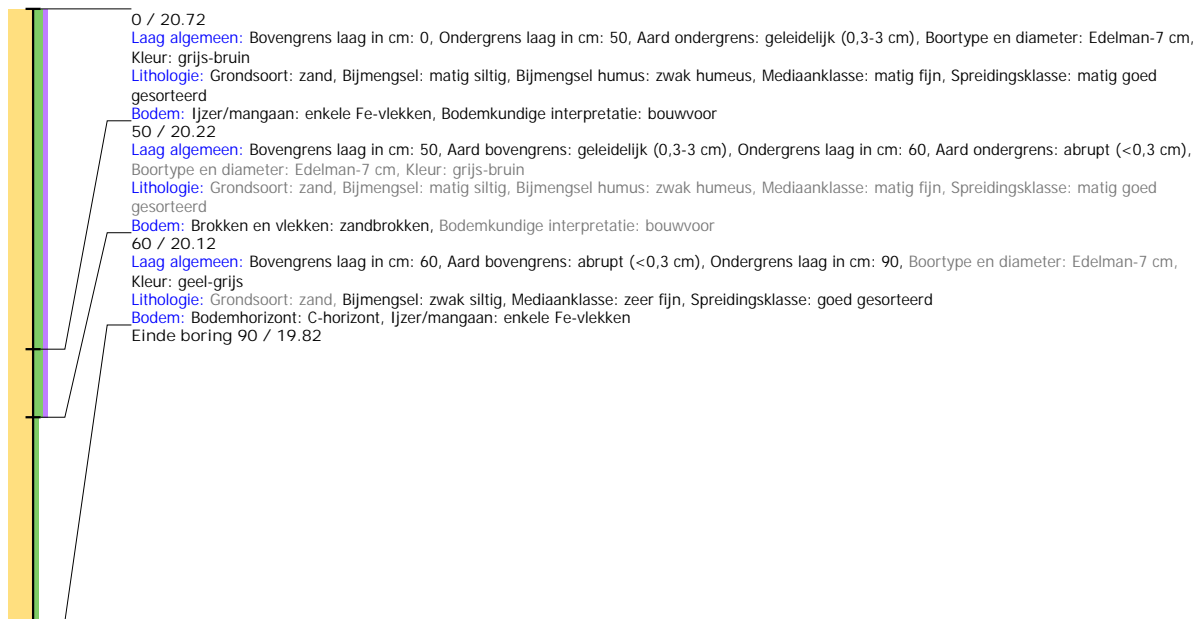 0 / 20.72
Laag algemeen: Bovengrens laag in cm: 0, Ondergrens laag in cm: 50, Aard ondergrens: geleidelijk (0,3-3 cm), Boortype en diameter: Edelman-7 cm,
Kleur: grijs-bruin
Lithologie: Grondsoort: zand, Bijmengsel: matig siltig, Bijmengsel humus: zwak humeus, Mediaanklasse: matig fijn, Spreidingsklasse: matig goed
gesorteerd
Bodem: Ijzer/mangaan: enkele Fe-vlekken, Bodemkundige interpretatie: bouwvoor
50 / 20.22
Laag algemeen: Bovengrens laag in cm: 50, Aard bovengrens: geleidelijk (0,3-3 cm), Ondergrens laag in cm: 60, Aard ondergrens: abrupt (<0,3 cm),
Boortype en diameter: Edelman-7 cm, Kleur: grijs-bruin
Lithologie: Grondsoort: zand, Bijmengsel: matig siltig, Bijmengsel humus: zwak humeus, Mediaanklasse: matig fijn, Spreidingsklasse: matig goed
gesorteerd
Bodem: Brokken en vlekken: zandbrokken, Bodemkundige interpretatie: bouwvoor
60 / 20.12
Laag algemeen: Bovengrens laag in cm: 60, Aard bovengrens: abrupt (<0,3 cm), Ondergrens laag in cm: 90, Boortype en diameter: Edelman-7 cm,
Kleur: geel-grijs
Lithologie: Grondsoort: zand, Bijmengsel: zwak siltig, Mediaanklasse: zeer fijn, Spreidingsklasse: goed gesorteerd
Bodem: Bodemhorizont: C-horizont, Ijzer/mangaan: enkele Fe-vlekken
Einde boring 90 / 19.82